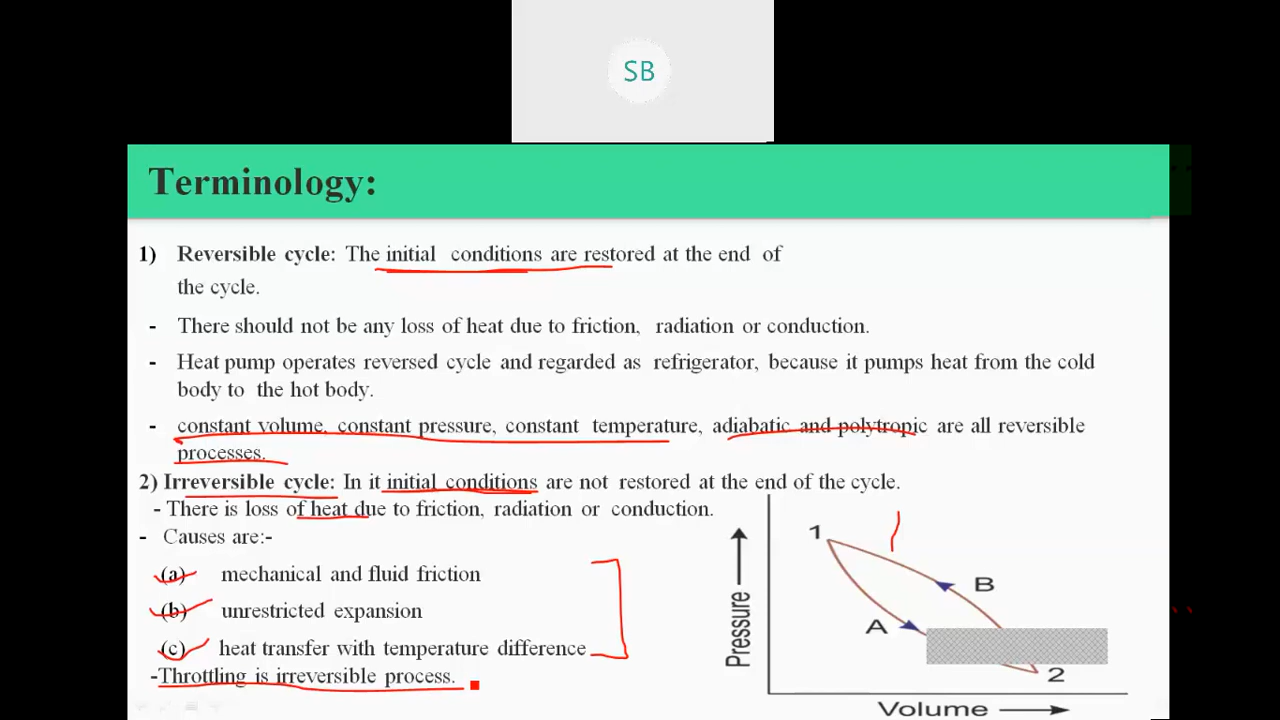 SB
Terminology:
1) Reversible cycle: The initial conditions are restored at the end of
the cycle.
- There should not be any loss of heat due to friction, radiation or conduction.
- Heat pump operates reversed cycle and regarded as refrigerator, because it pumps heat from the cold
body to the hot body.
- constant volume, constant pressure, constant temperature, adiabatic and polytropic are all reversible
processes.
2) Irreversible cycle: In it initial conditions are not restored at the end of the cycle.
- There is loss of heat due to friction, radiation or conduction.
- Causes are:-
(a) mechanical and fluid friction
(b) unrestricted expansion
(c) heat transfer with temperature difference
-Throttling is irreversible process.
1
B
A
2
Pressure
Volume